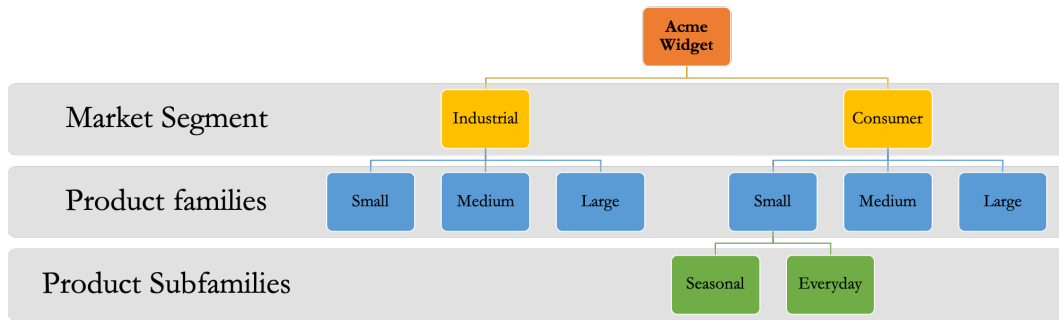 Acme
Widget
Market Segment
Industrial
Consumer
Product families
Small
Medium
Large
Small
Medium
Large
Product Subfamilies
Seasonal
Everyday